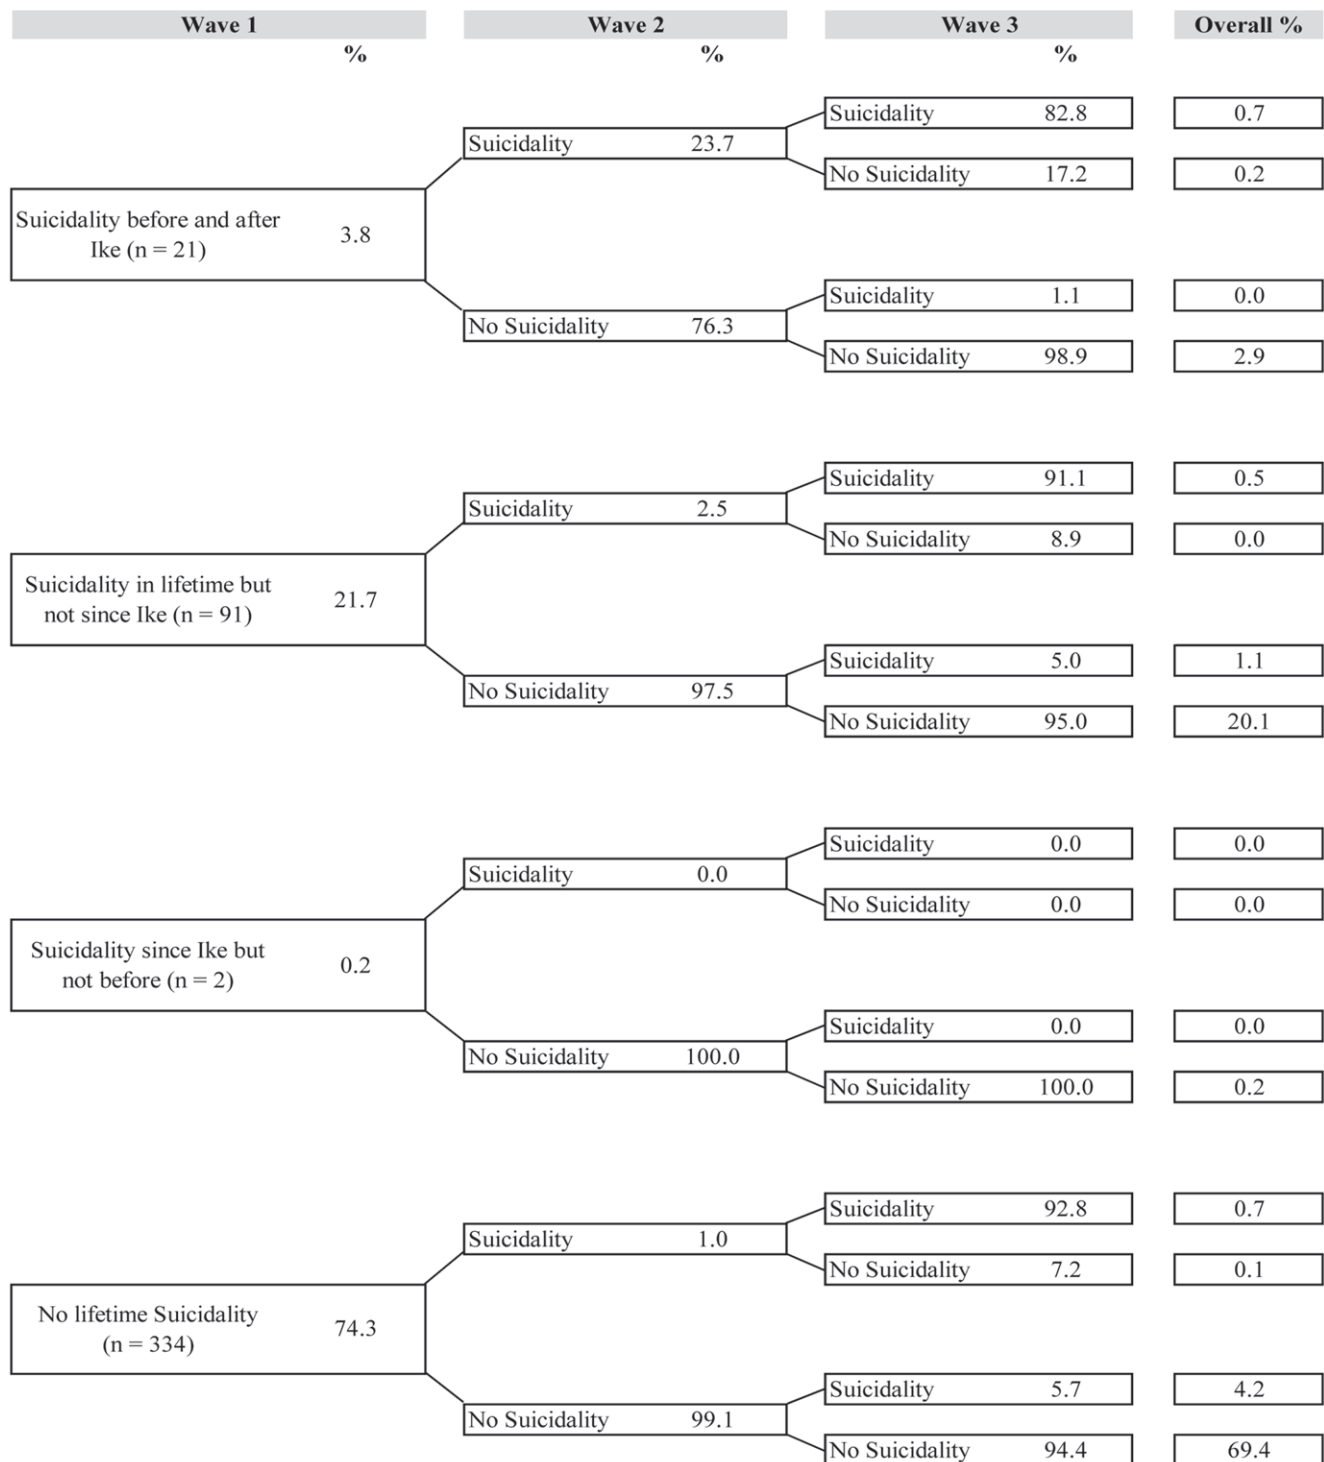 Wave 1 Wave 2 Wave 3 Overall %
% % %
Suicidality 82.8 0.7
Suicidality 23.7
No Suicidality 17.2 0.2
Suicidality before and after
Ike (n = 21)
3.8
Suicidality 1.1 0.0
No Suicidality 76.3
No Suicidality 98.9 2.9
Suicidality 91.1 0.5
Suicidality 2.5
No Suicidality 8.9 0.0
Suicidality in lifetime but
not since Ike (n = 91)
21.7
Suicidality 5.0 1.1
No Suicidality 97.5
No Suicidality 95.0 20.1
Suicidality 0.0 0.0
Suicidality 0.0
No Suicidality 0.0 0.0
Suicidality since Ike but
not before (n = 2)
0.2
Suicidality 0.0 0.0
No Suicidality 100.0
No Suicidality 100.0 0.2
Suicidality 92.8 0.7
Suicidality 1.0
No Suicidality 7.2 0.1
No lifetime Suicidality
(n = 334)
74.3
Suicidality 5.7 4.2
No Suicidality 99.1
No Suicidality 94.4 69.4